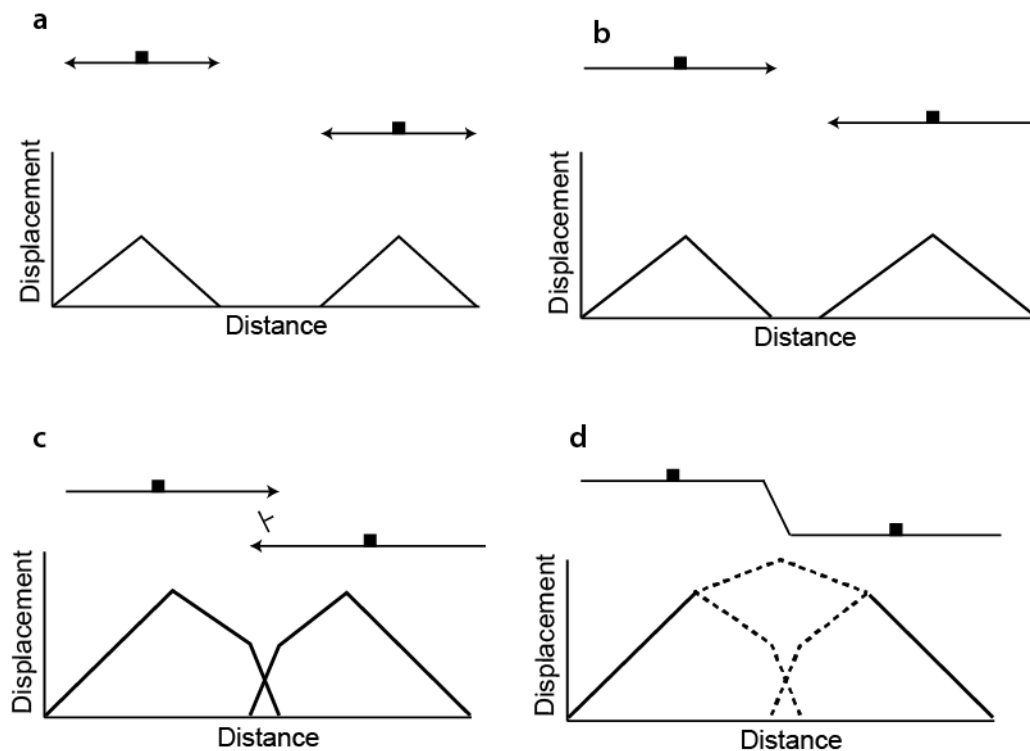 a
Displacement
Distance
b
Displacement
Distance
c
Displacement
Distance
d
Displacement
Distance